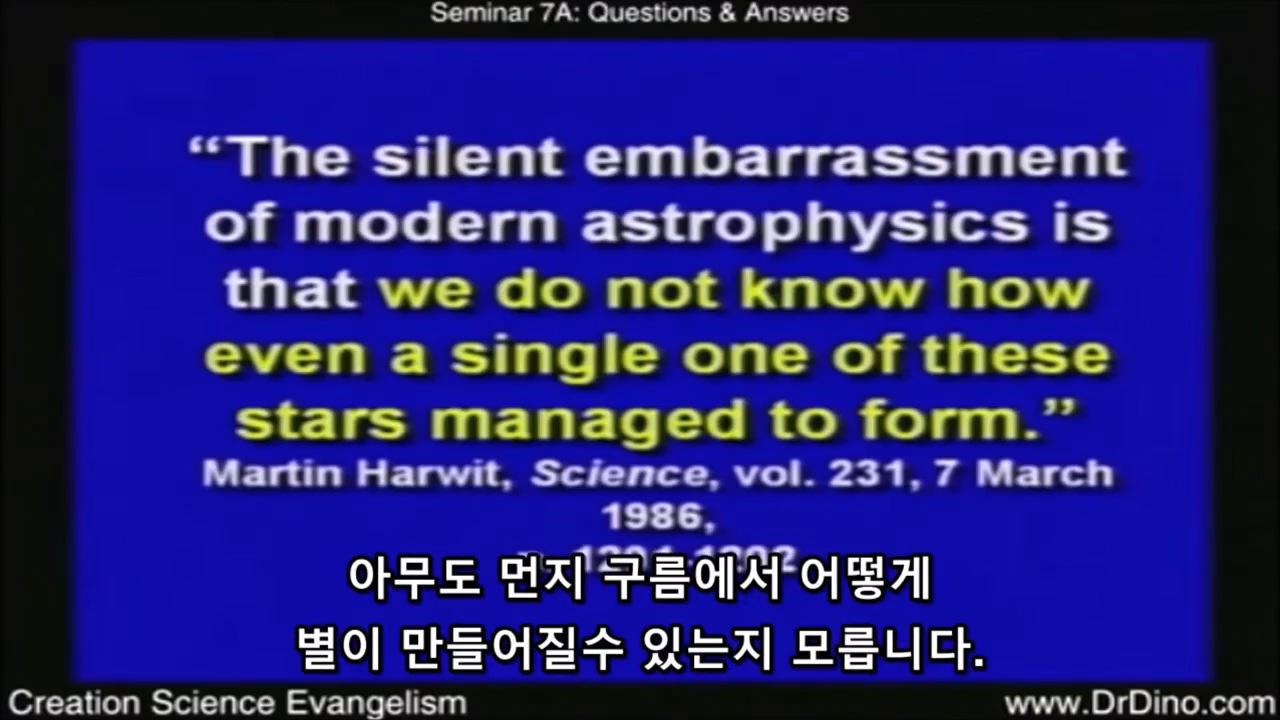 Seminar 7A: Questions & Answers
“The silent embarrassment
of modern astrophysics is
that we do not know how
even a single one of these
stars managed to form.”
Martin Harwit, Science, vol. 231, 7 March
1986,
아무도 먼지 구름에서 어떻게
별이 만들어질수 있는지 모릅니다.
Creation Science Evangelism
www.DrDino.com